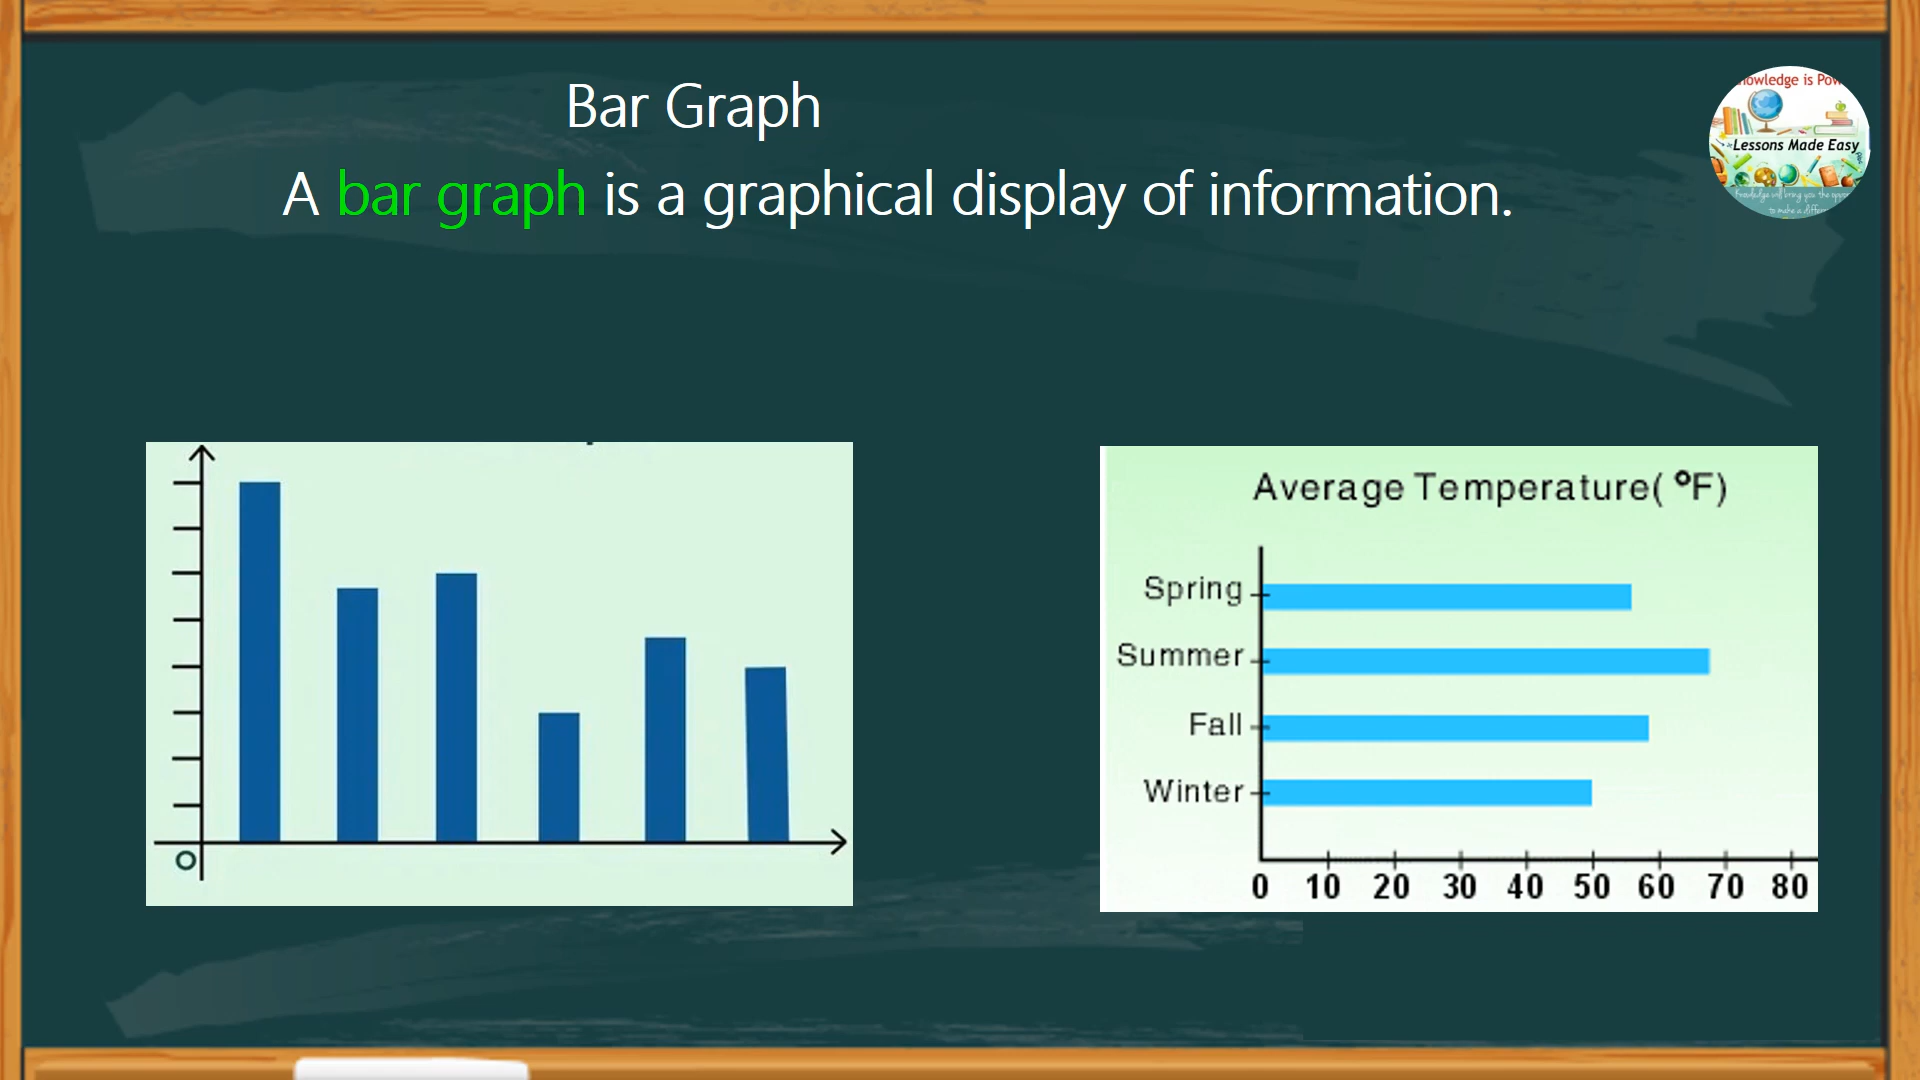 Bar Graph
A bar graph is a graphical display of information.
Lessons Made Easy
O
Average Temperature( °F)
Spring
Summer
Fall
Winter
0 10 20 30 40 50 60 70 80